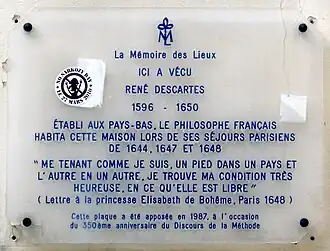 La Mémoire des Lieux
ICI A VÉCU
RENÉ DESCARTES
1596 - 1650
ÉTABLI AUX PAYS-BAS, LE PHILOSOPHE FRANÇAIS
HABITA CETTE MAISON LORS DE SES SÉJOURS PARISIENS
DE 1644, 1647 ET 1648
"ME TENANT COMME JE SUIS, UN PIED DANS UN PAYS ET
L'AUTRE EN UN AUTRE, JE TROUVE MA CONDITION TRÈS
HEUREUSE, EN CE QU'ELLE EST LIBRE"
( Lettre à la princesse Elisabeth de Bohême, Paris 1648 )
Cette plaque a été apposée en 1987, à l'occasion
du 350ème anniversaire du Discours de la Méthode
NO SARKOZY DAY